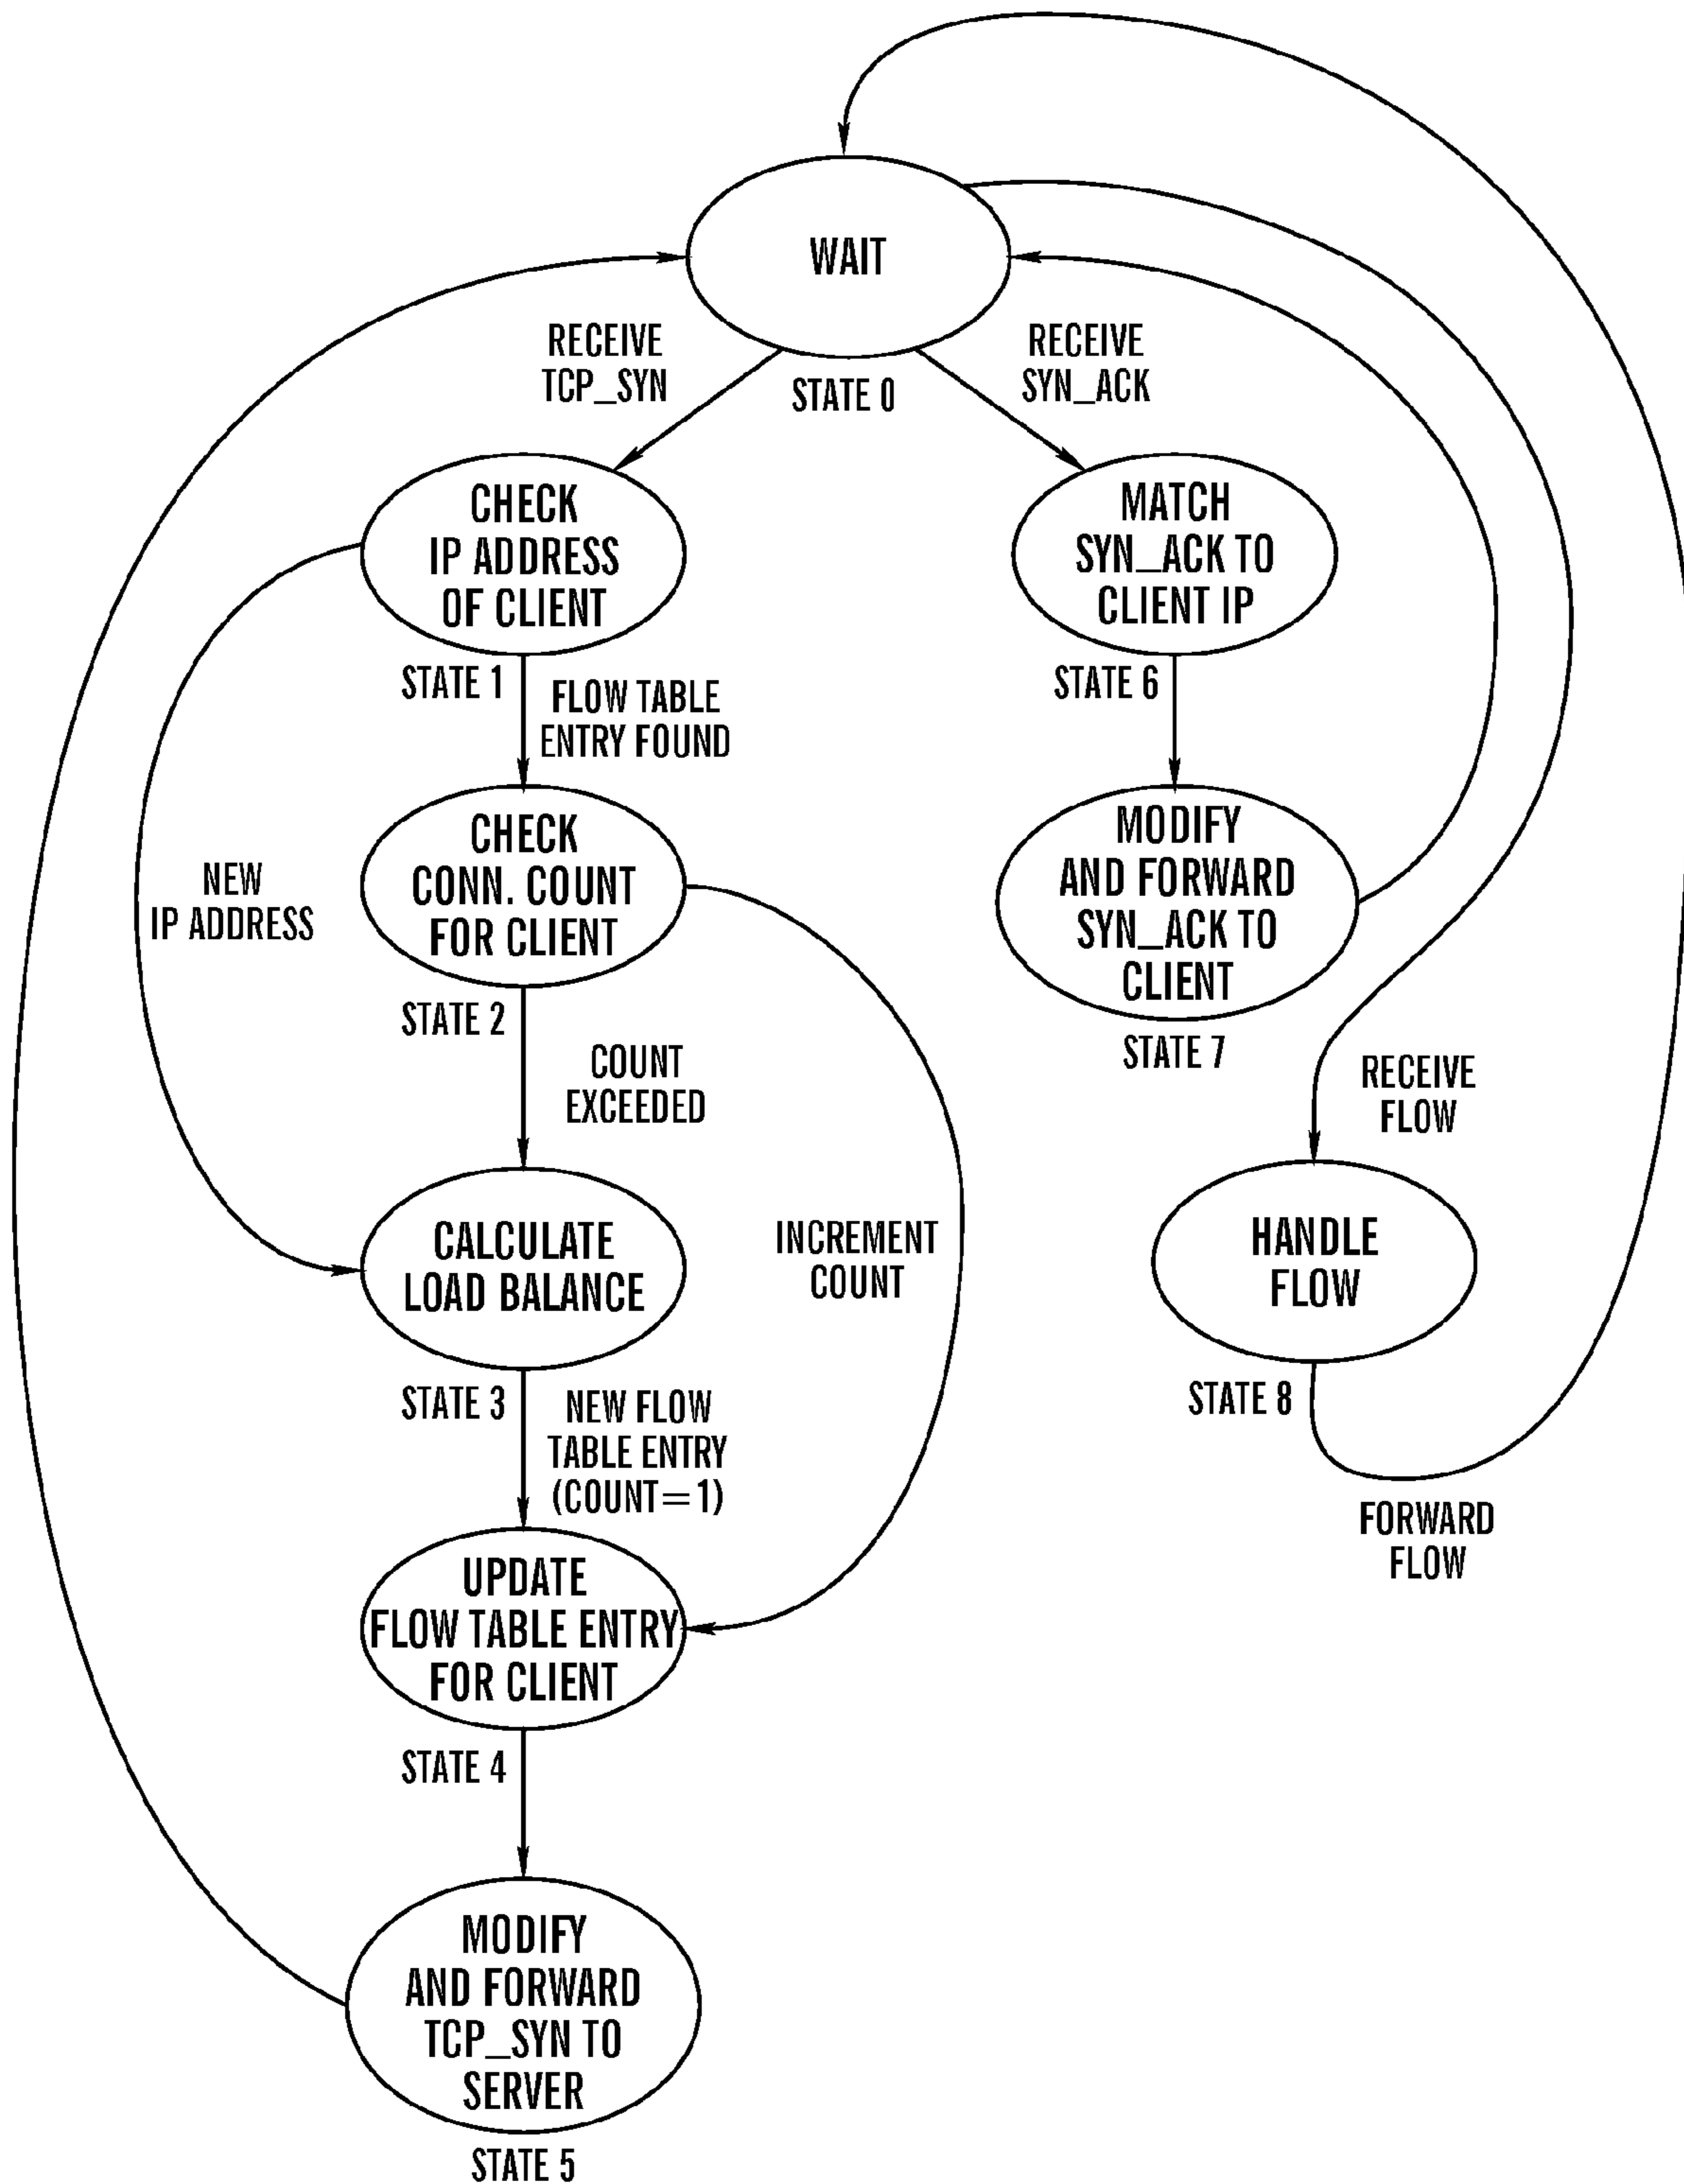 WAIT
RECEIVE
TCP_SYN
STATE 0
RECEIVE
SYN_ACK
CHECK
IP ADDRESS
OF CLIENT
STATE 1
MATCH
SYN_ACK TO
CLIENT IP
STATE 6
FLOW TABLE
ENTRY FOUND
NEW
IP ADDRESS
CHECK
CONN. COUNT
FOR CLIENT
STATE 2
MODIFY
AND FORWARD
SYN_ACK TO
CLIENT
STATE 7
COUNT
EXCEEDED
RECEIVE
FLOW
CALCULATE
LOAD BALANCE
STATE 3
INCREMENT
COUNT
HANDLE
FLOW
STATE 8
NEW FLOW
TABLE ENTRY
(COUNT=1)
FORWARD
FLOW
UPDATE
FLOW TABLE ENTRY
FOR CLIENT
STATE 4
MODIFY
AND FORWARD
TCP_SYN TO
SERVER
STATE 5